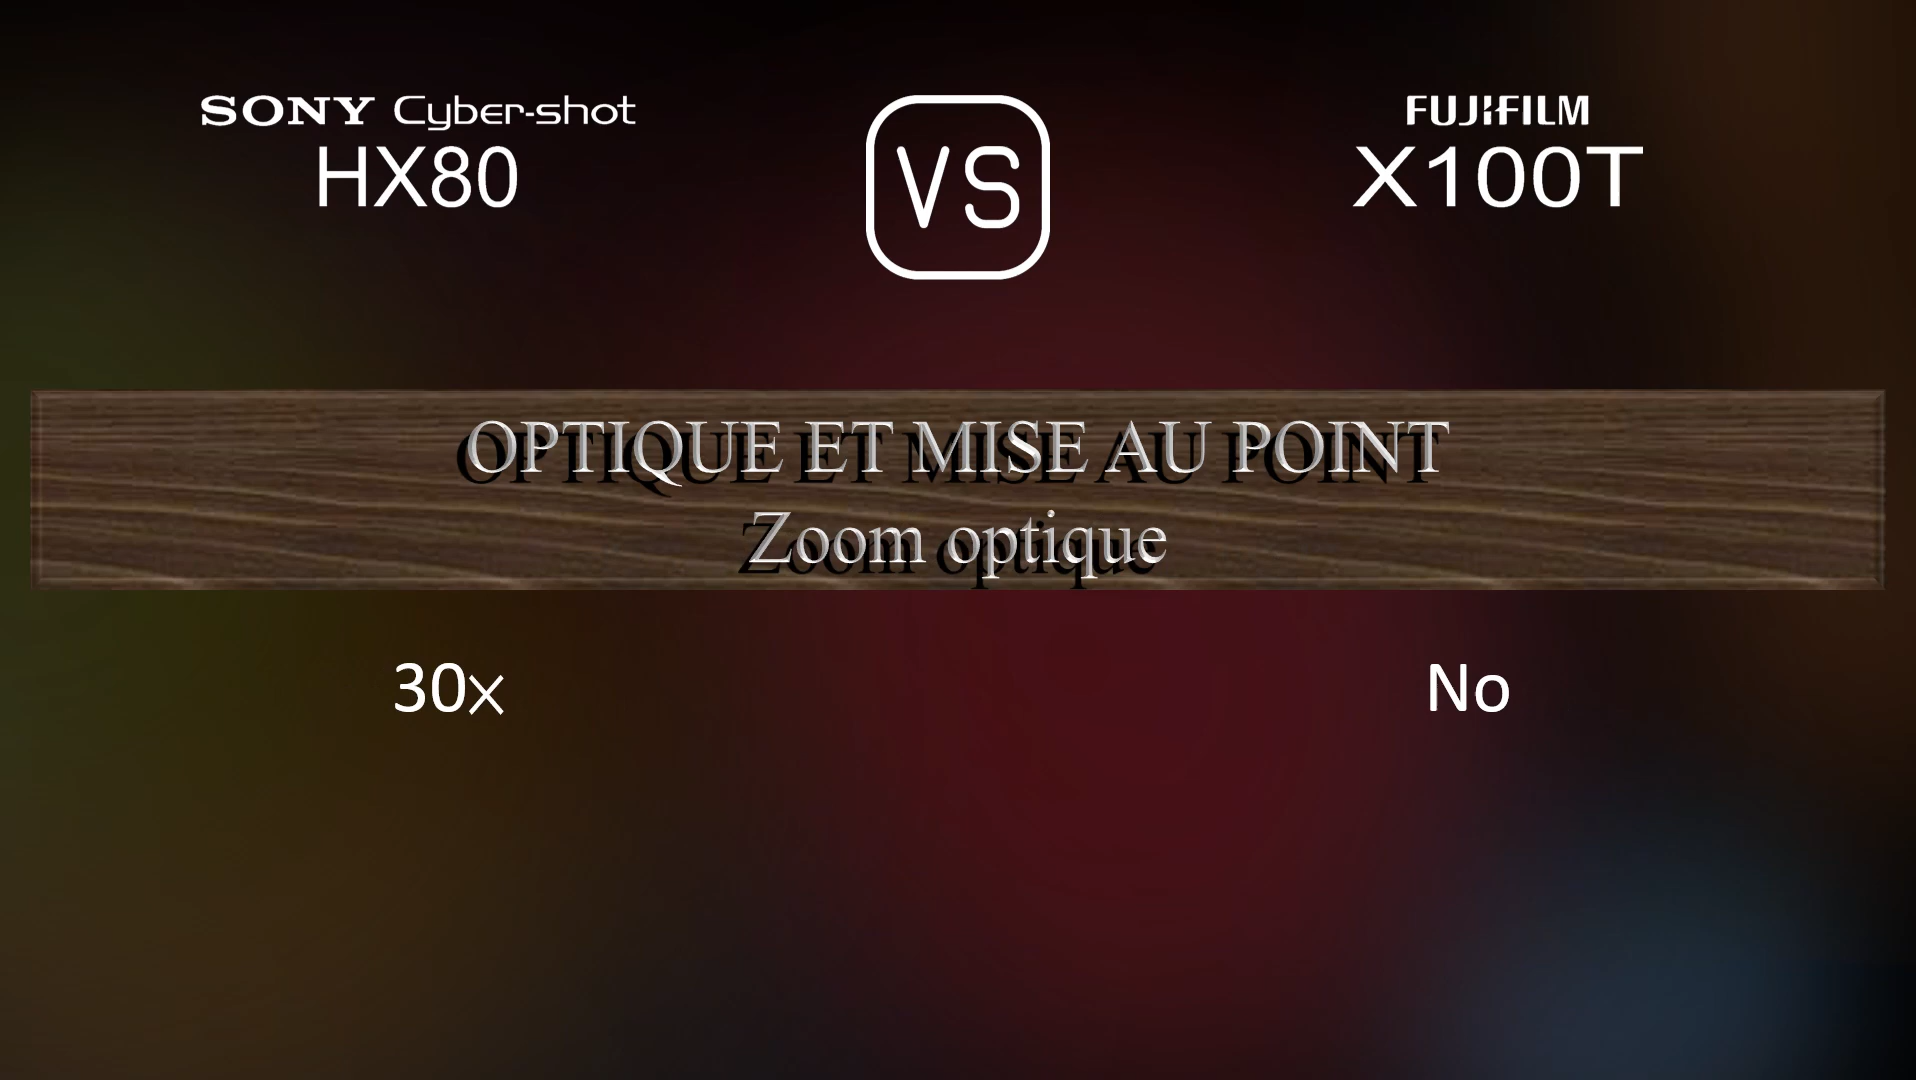 SONY Cyber-shot
HX80
VS
FUJIFILM
X100T
OPTIQUE ET MISE AU POINT
Zoom optique
30x
No